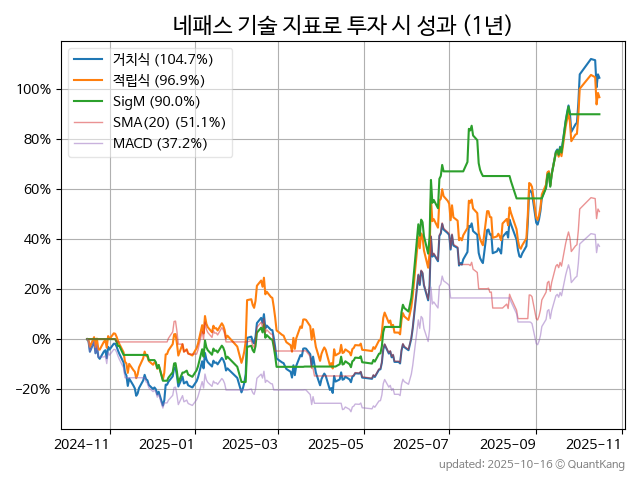 네패스 기술 지표로 투자 시 성과 (1년)
거치식 (104.7%)
적립식 (96.9%)
SigM (90.0%)
SMA(20) (51.1%)
MACD (37.2%)
100%
80%
60%
40%
20%
0%
−20%
2024-11
2025-01
2025-03
2025-05
2025-07
2025-09
2025-11
updated: 2025-10-16 © QuantKang